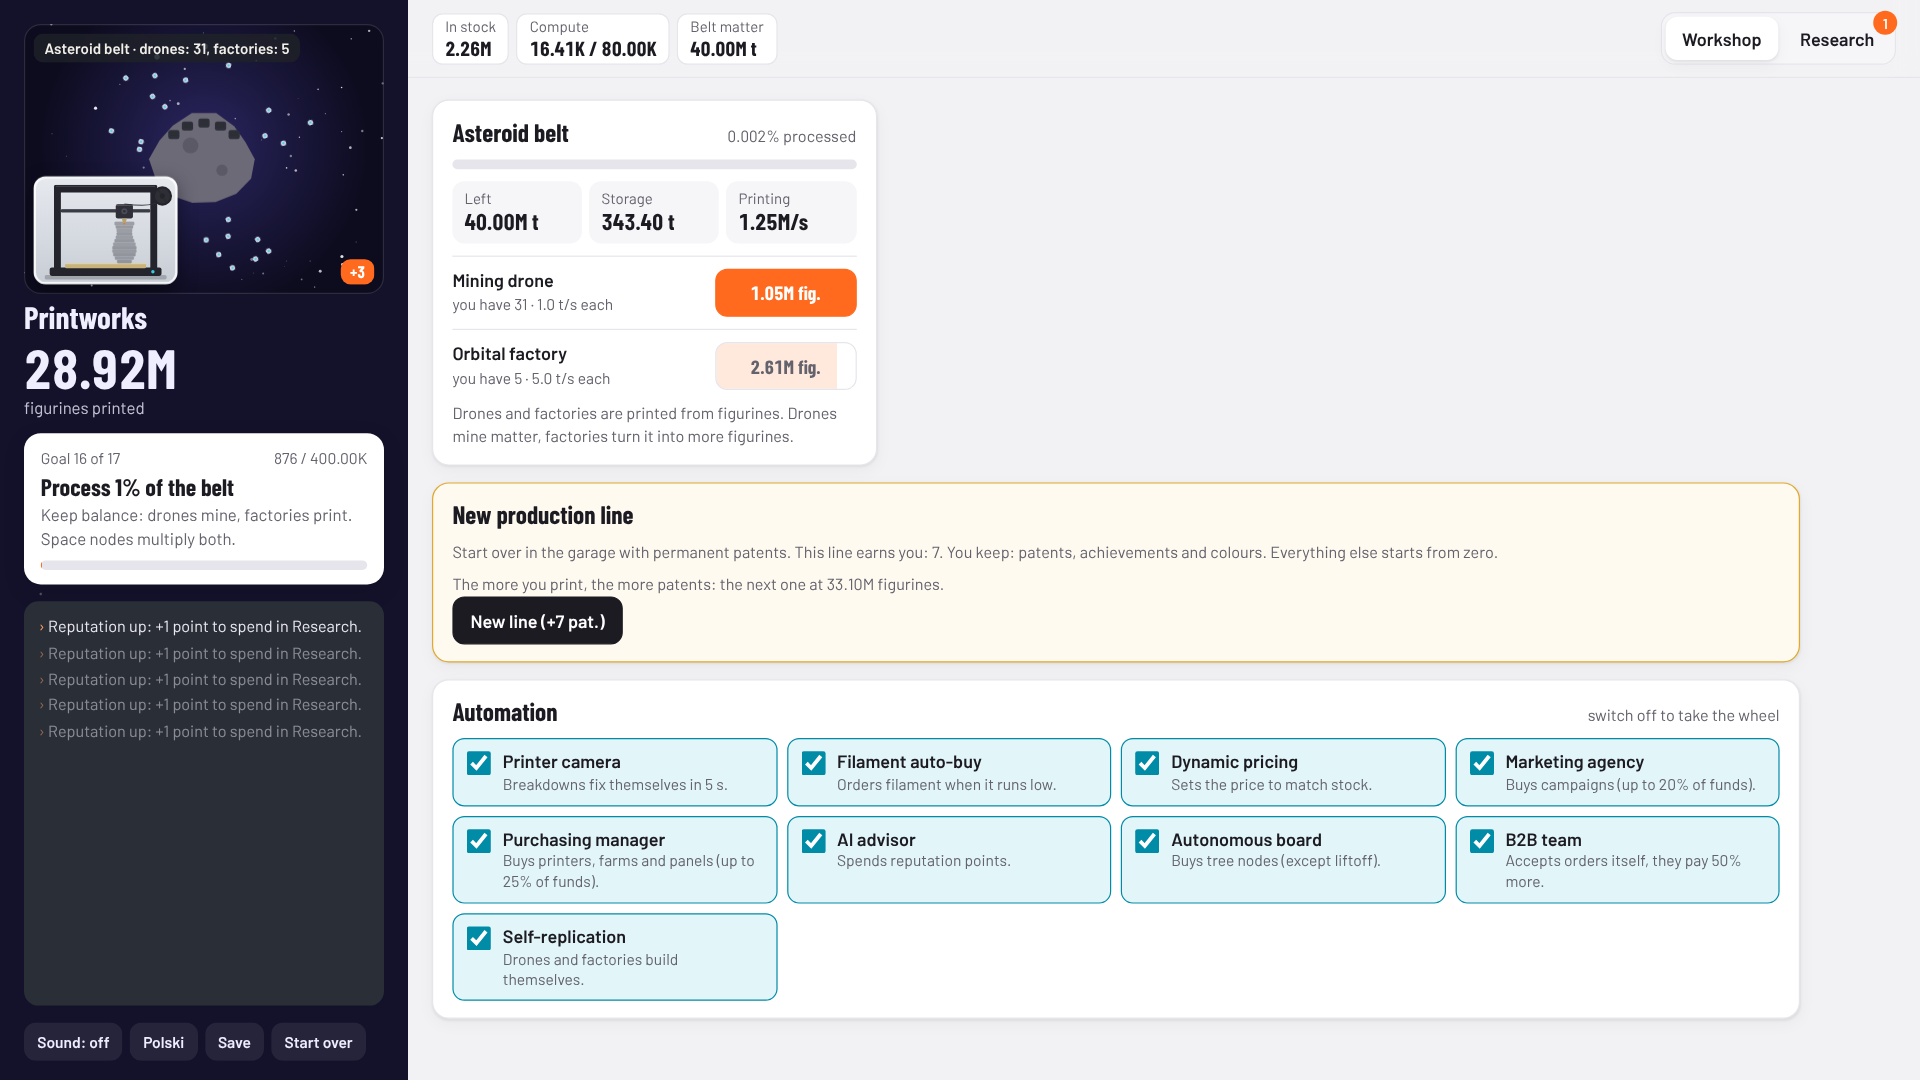 Asteroid belt · drones: 31, factories: 5
+3
Printworks
28.92M
figurines printed
Goal 16 of 17
876 / 400.00K
Process 1% of the belt
Keep balance: drones mine, factories print.
Space nodes multiply both.
› Reputation up: +1 point to spend in Research.
› Reputation up: +1 point to spend in Research.
› Reputation up: +1 point to spend in Research.
› Reputation up: +1 point to spend in Research.
› Reputation up: +1 point to spend in Research.
Sound: off
Polski
Save
Start over
In stock
2.26M
Compute
16.41K / 80.00K
Belt matter
40.00M t
Workshop
Research
1
Asteroid belt
0.002% processed
Left
40.00M t
Storage
343.40 t
Printing
1.25M/s
Mining drone
you have 31 · 1.0 t/s each
1.05M fig.
Orbital factory
you have 5 · 5.0 t/s each
2.61M fig.
Drones and factories are printed from figurines. Drones
mine matter, factories turn it into more figurines.
New production line
Start over in the garage with permanent patents. This line earns you: 7. You keep: patents, achievements and colours. Everything else starts from zero.
The more you print, the more patents: the next one at 33.10M figurines.
New line (+7 pat.)
Automation
switch off to take the wheel
Printer camera
Breakdowns fix themselves in 5 s.
Filament auto-buy
Orders filament when it runs low.
Dynamic pricing
Sets the price to match stock.
Marketing agency
Buys campaigns (up to 20% of funds).
Purchasing manager
Buys printers, farms and panels (up to
25% of funds).
AI advisor
Spends reputation points.
Autonomous board
Buys tree nodes (except liftoff).
B2B team
Accepts orders itself, they pay 50%
more.
Self-replication
Drones and factories build
themselves.